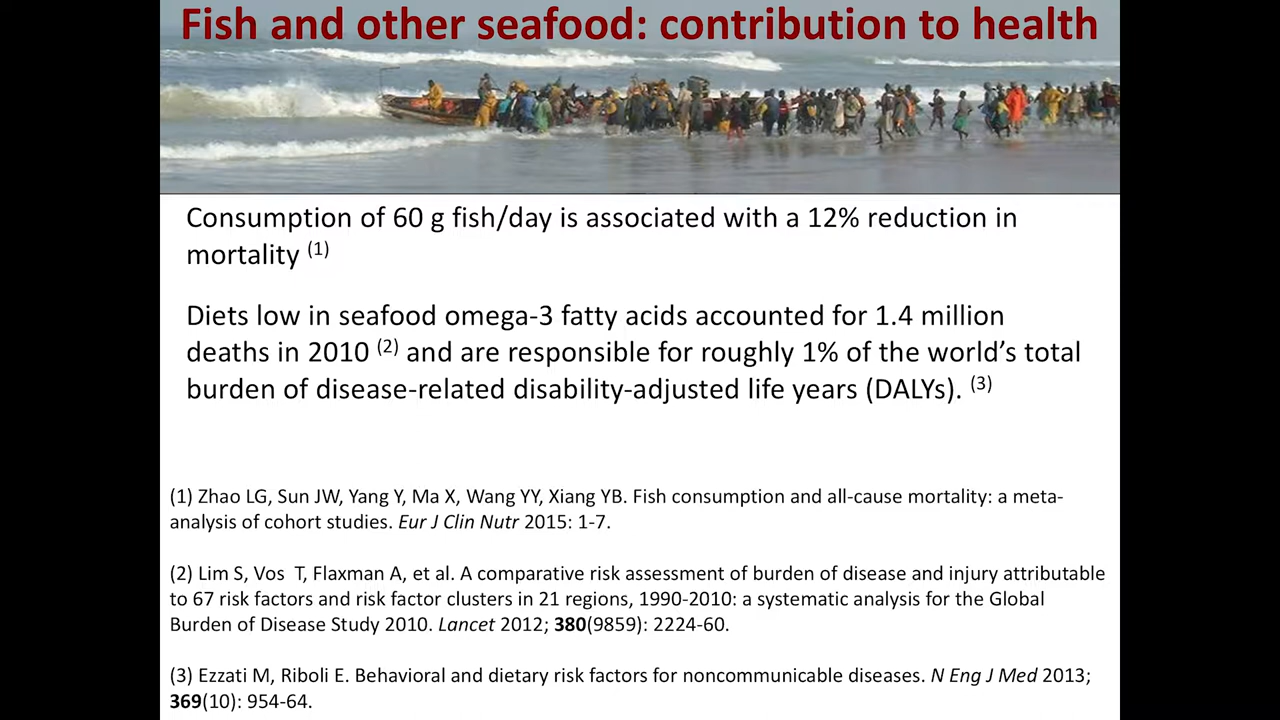 Fish and other seafood: contribution to health
Consumption of 60 g fish/day is associated with a 12% reduction in
mortality (1)
Diets low in seafood omega-3 fatty acids accounted for 1.4 million
deaths in 2010 (2) and are responsible for roughly 1% of the world’s total
burden of disease-related disability-adjusted life years (DALYs). (3)
(1) Zhao LG, Sun JW, Yang Y, Ma X, Wang YY, Xiang YB. Fish consumption and all-cause mortality: a meta-
analysis of cohort studies. Eur J Clin Nutr 2015: 1-7.
(2) Lim S, Vos T, Flaxman A, et al. A comparative risk assessment of burden of disease and injury attributable
to 67 risk factors and risk factor clusters in 21 regions, 1990-2010: a systematic analysis for the Global
Burden of Disease Study 2010. Lancet 2012; 380(9859): 2224-60.
(3) Ezzati M, Riboli E. Behavioral and dietary risk factors for noncommunicable diseases. N Eng J Med 2013;
369(10): 954-64.